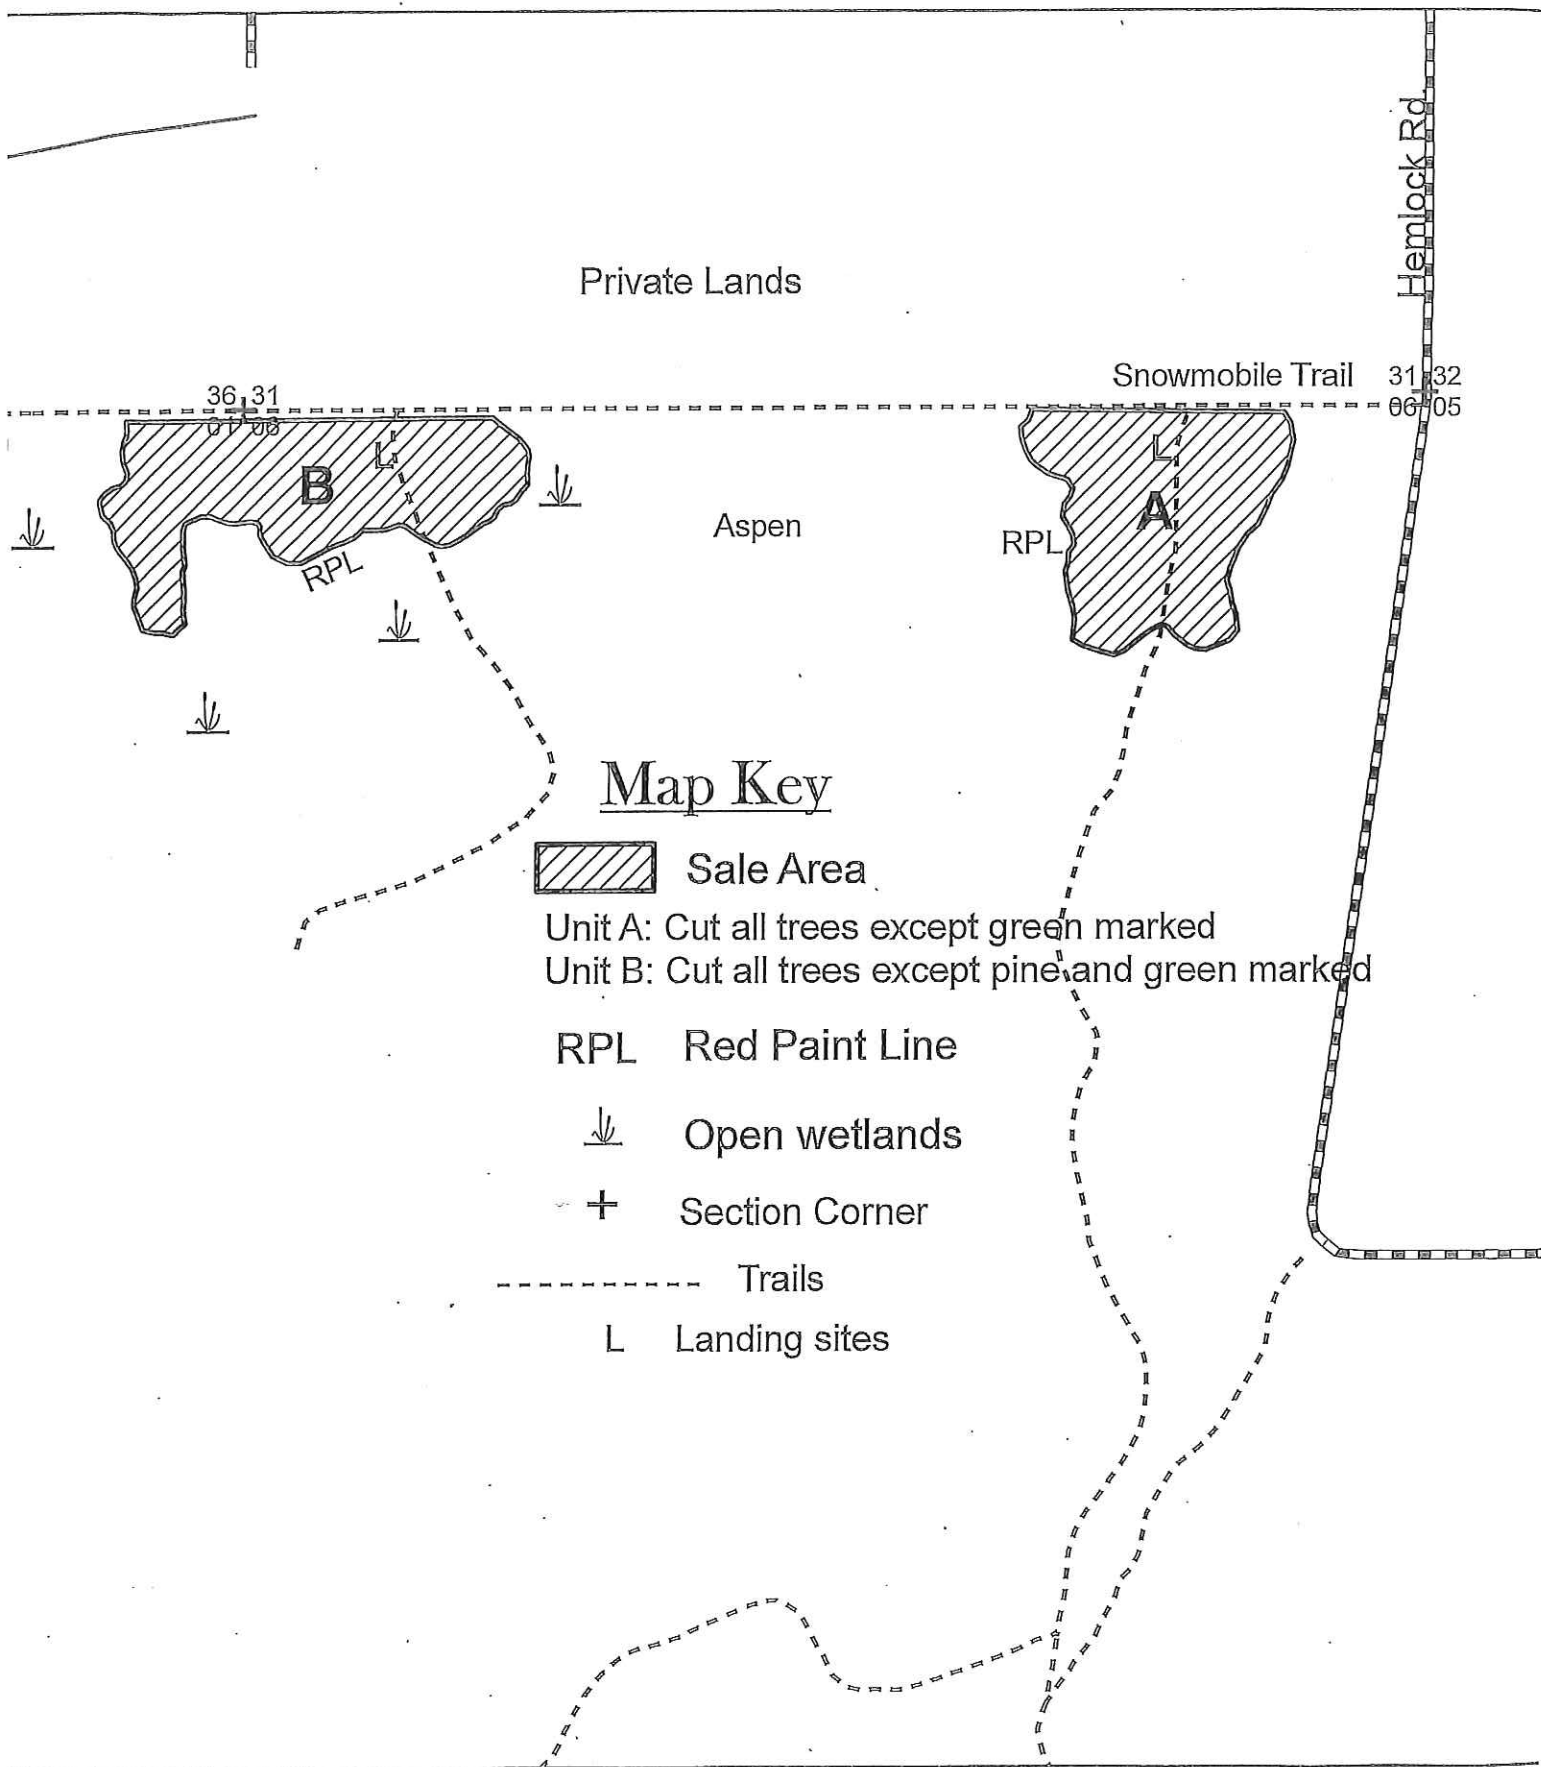 Hemlock Rd.
Private Lands
Snowmobile Trail
31 32
06 05
36 31
01 06
L
B
L
A
Aspen
RPL
RPL
Map Key
Sale Area
Unit A: Cut all trees except green marked
Unit B: Cut all trees except pine and green marked
RPL Red Paint Line
Open wetlands
Section Corner
Trails
L Landing sites